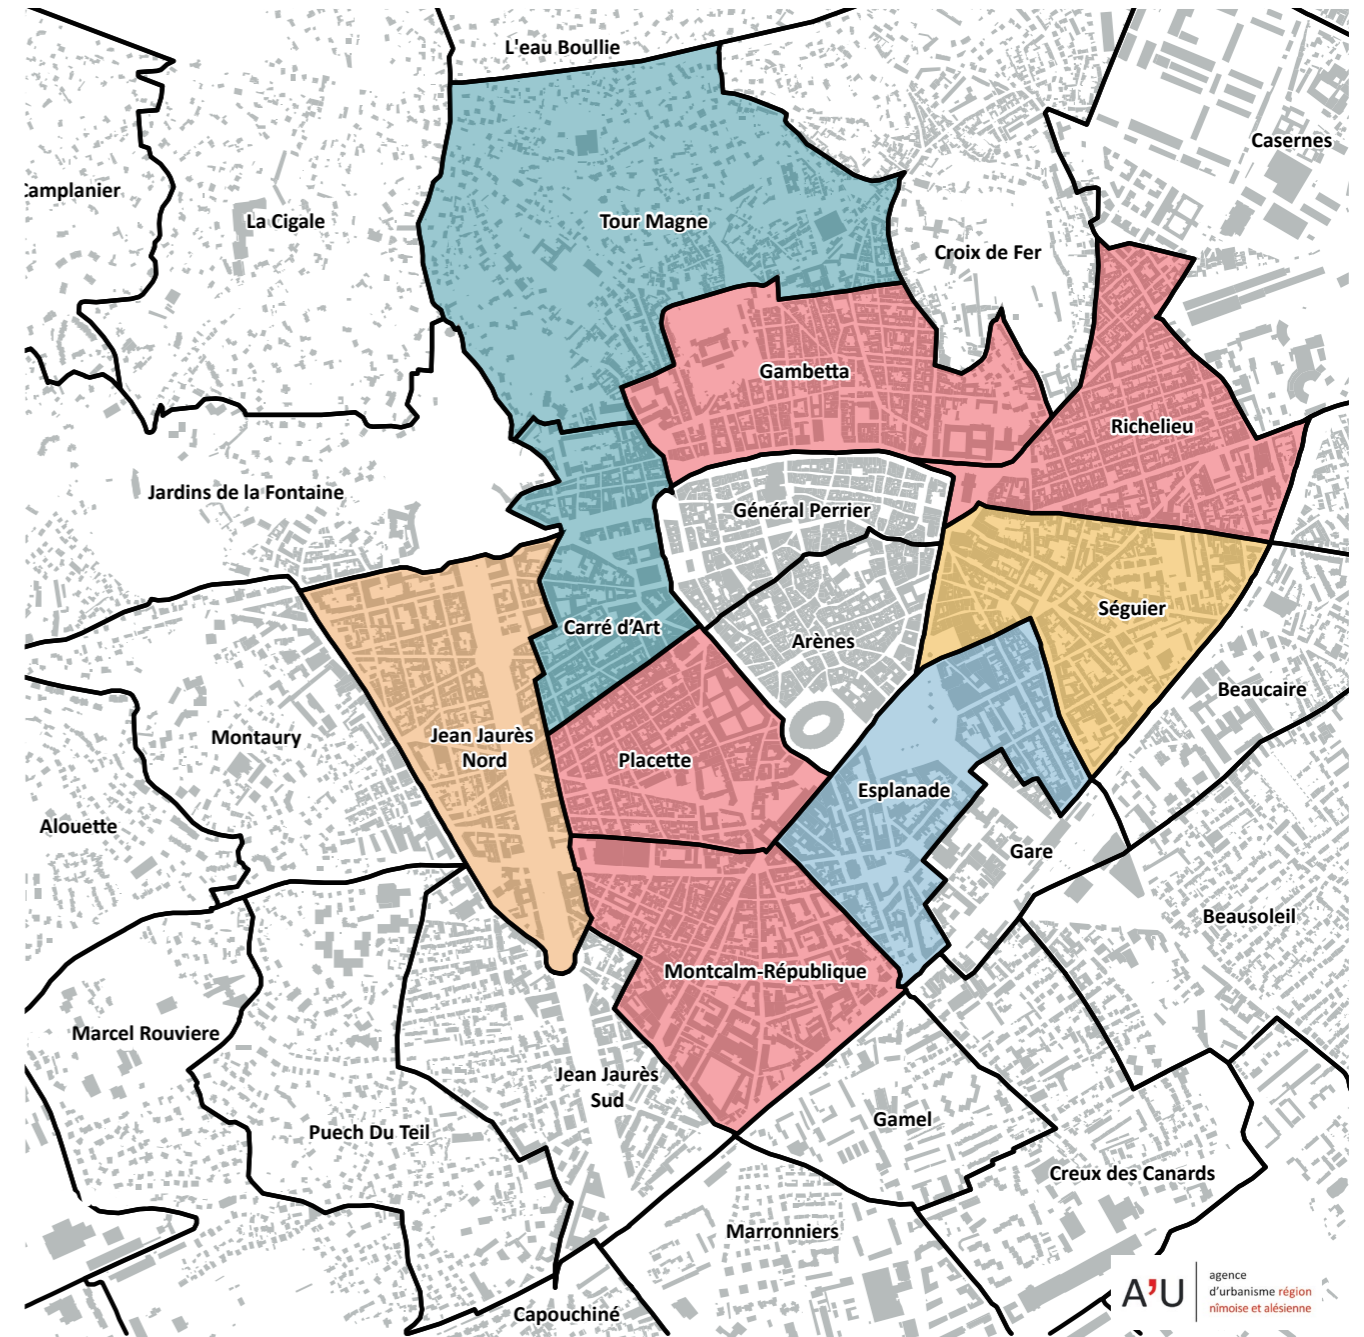 L'eau Boullie
Casernes
amplanier
La Cigale
Tour Magne
Croix de Fer
Gambetta
Richelieu
Jardins de la Fontaine
Général Perrier
Carré d'Art
Arènes
Séguier
Beaucaire
Montaury
Jean Jaurès
Nord
Placette
Esplanade
Alouette
Gare
Beausoleil
Montcalm-République
Marcel Rouviere
Jean Jaurès
Sud
Puech Du Teil
Gamel
Creux des Canards
Marronniers
Capouchiné
A'U
agence
d'urbanisme région
nîmoise et alésienne